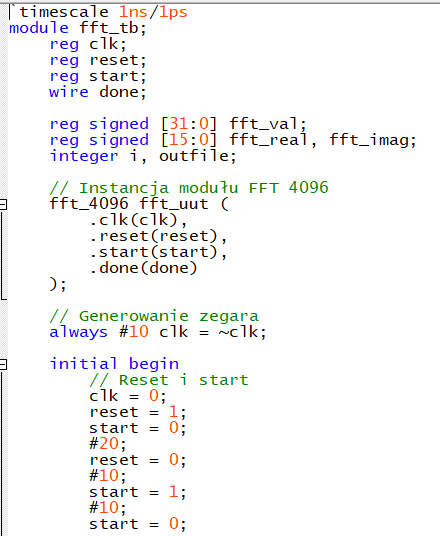 `timescale 1ns/1ps
module fft_tb;
    reg clk;
    reg reset;
    reg start;
    wire done;

    reg signed [31:0] fft_val;
    reg signed [15:0] fft_real, fft_imag;
    integer i, outfile;

    // Instancja modułu FFT 4096
    fft_4096 fft_uut (
        .clk(clk),
        .reset(reset),
        .start(start),
        .done(done)
    );

    // Generowanie zegara
    always #10 clk = ~clk;

    initial begin
        // Reset i start
        clk = 0;
        reset = 1;
        start = 0;
        #20;
        reset = 0;
        #10;
        start = 1;
        #10;
        start = 0;